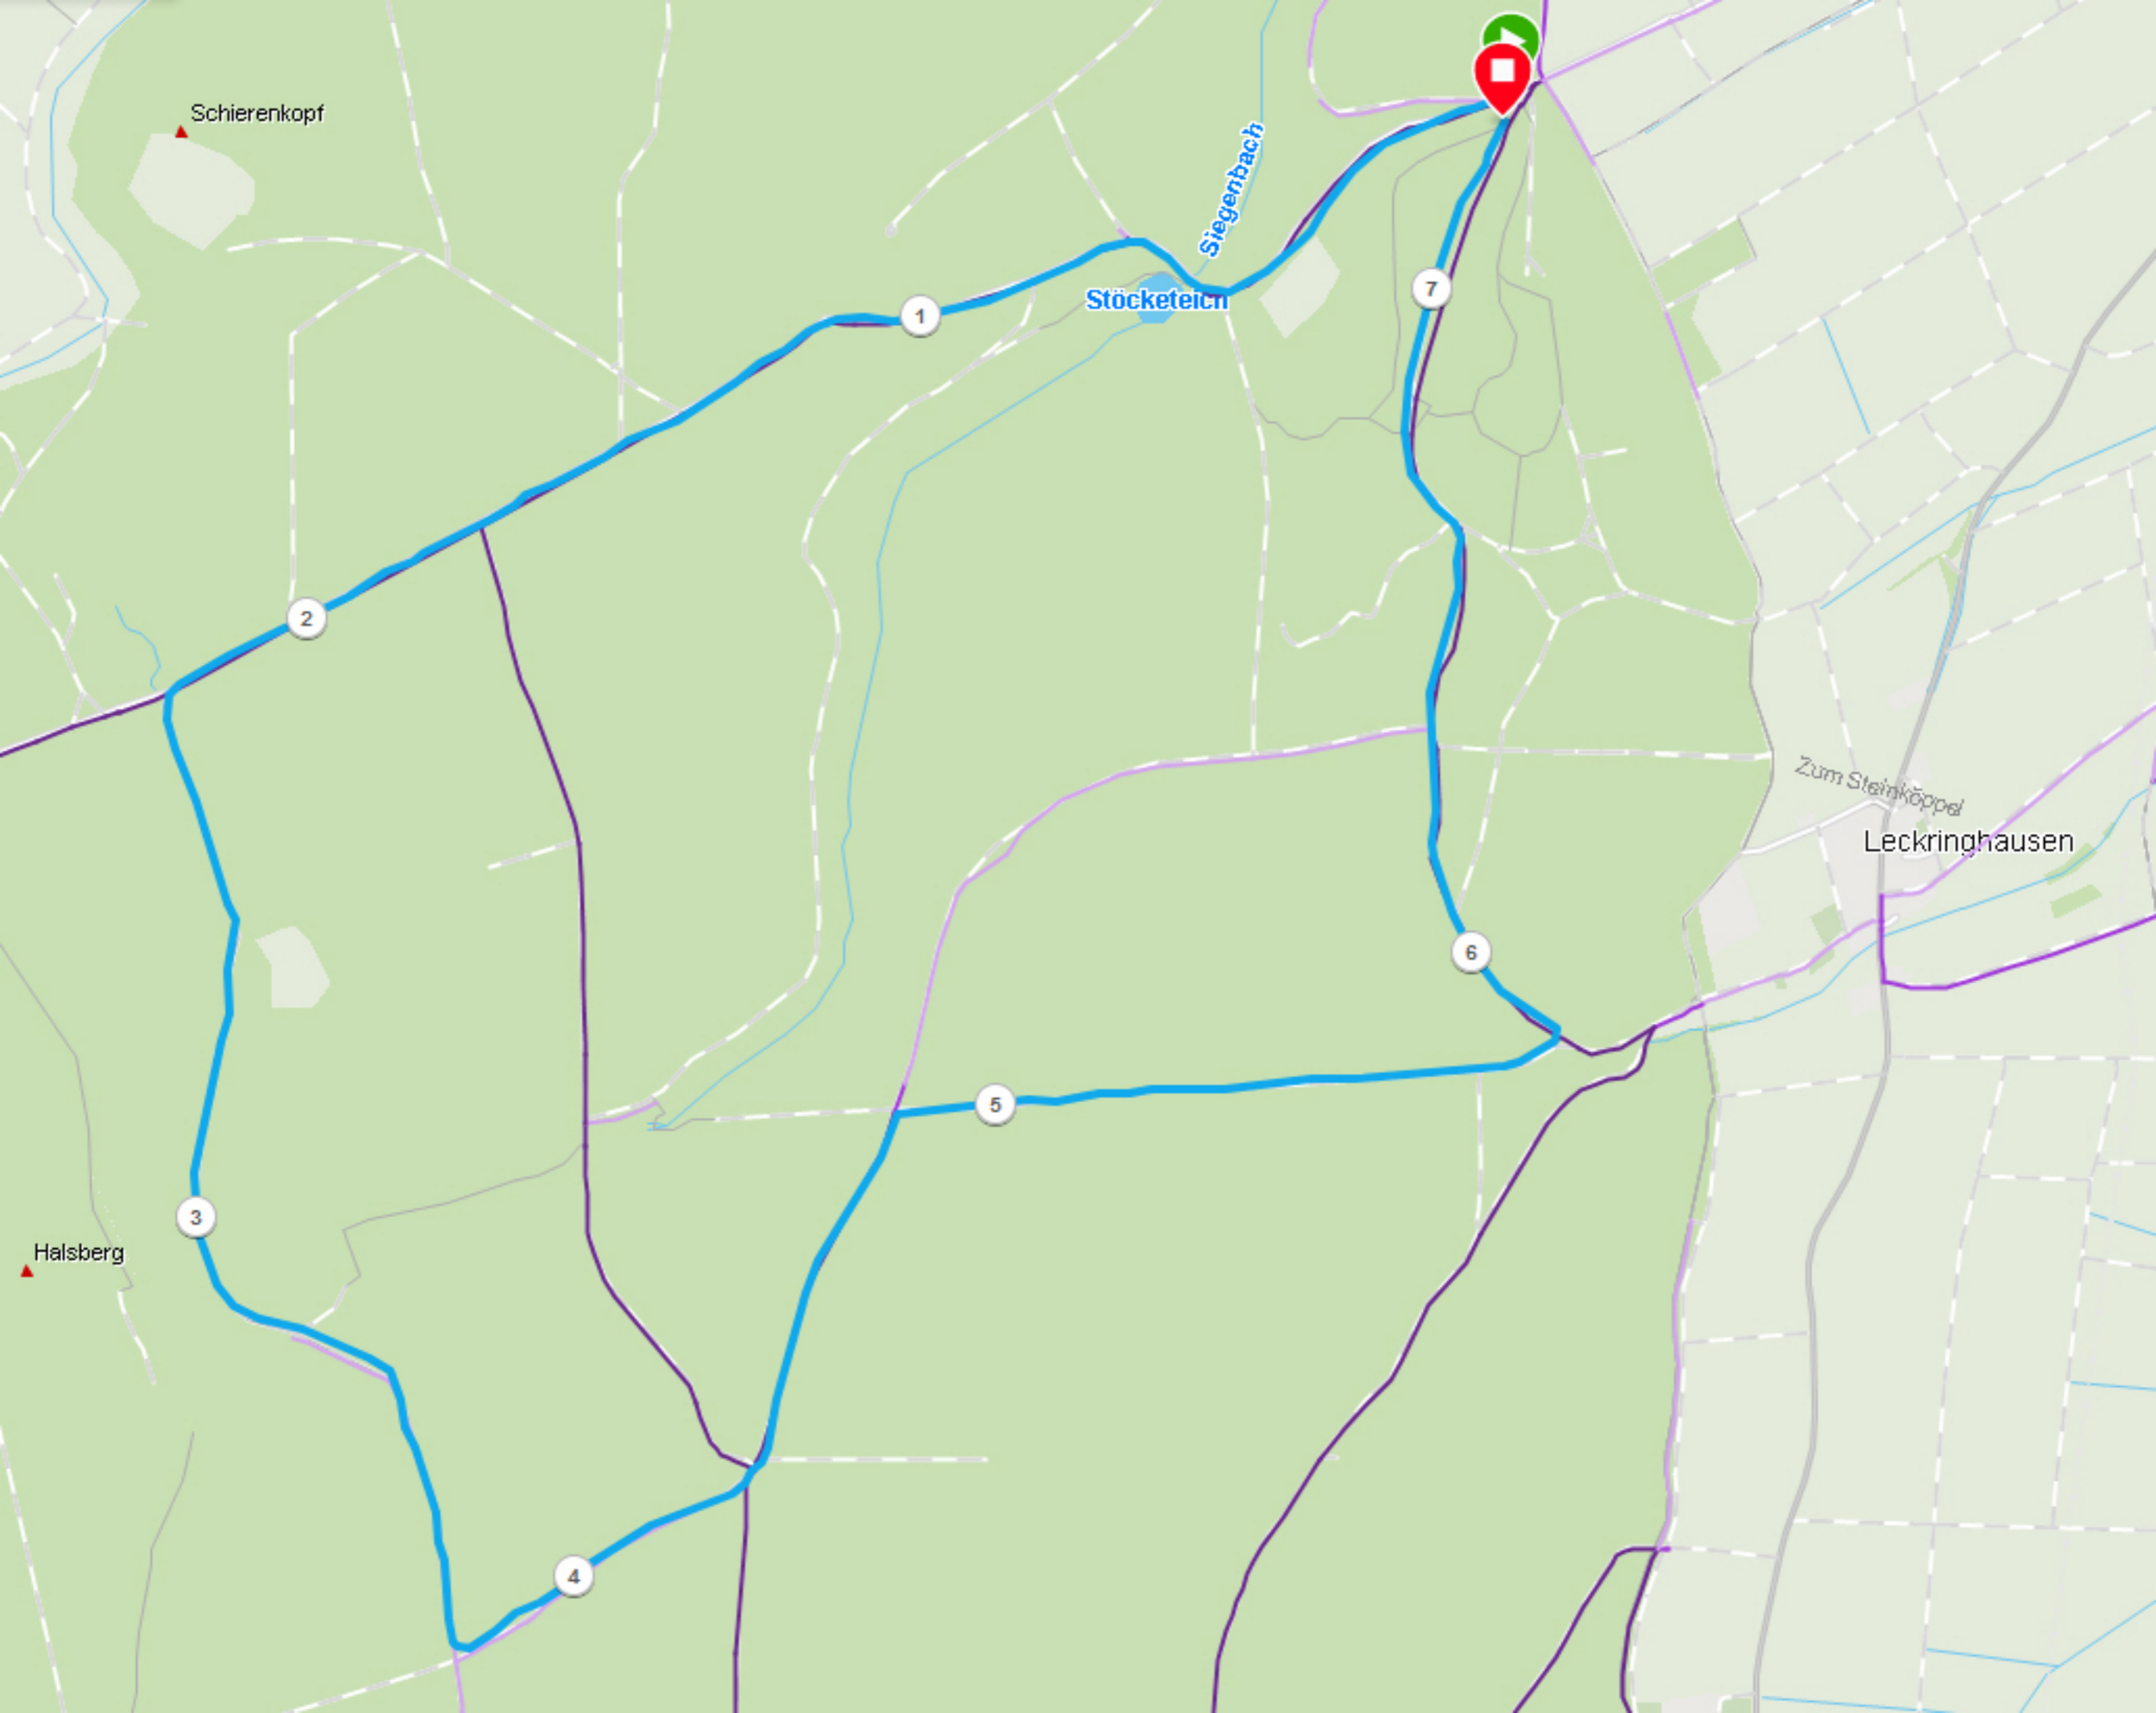 Schierenkopf
Siegenbach
Stöcketeich
1
7
2
Zum Steinköppel
Leckringhausen
6
5
3
Halsberg
4